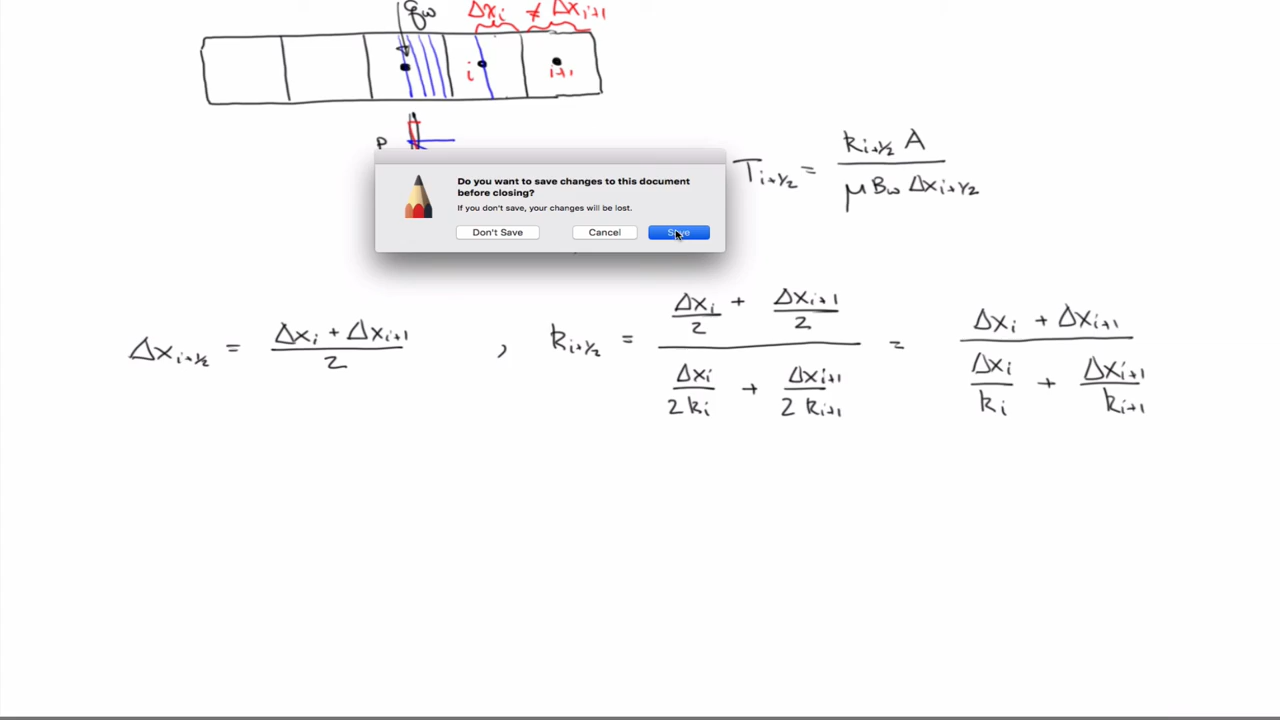 qw
Δxi ≠ Δxi+1
i
i+1
P
Do you want to save changes to this document
before closing?
If you don't save, your changes will be lost.
Don't Save
Cancel
Save
Ti+½ = ki+½ A / μ Bw Δxi+½
Δxi+½ = Δxi + Δxi+1 / 2 , ki+½ = Δxi/2 + Δxi+1/2 / Δxi/2ki + Δxi+1/2ki+1 = Δxi + Δxi+1 / Δxi/ki + Δxi+1/ki+1